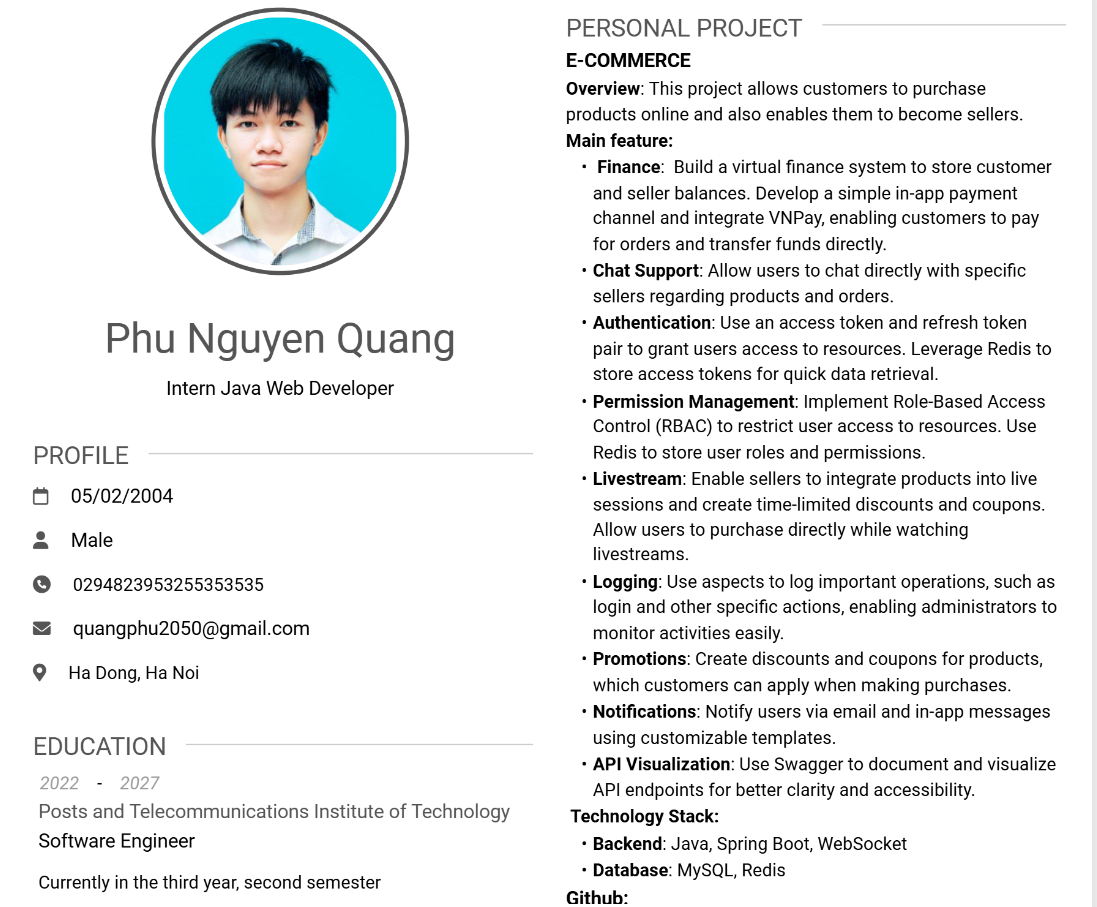 Phu Nguyen Quang
Intern Java Web Developer
PROFILE
05/02/2004
Male
0294823953255353535
quangphu2050@gmail.com
Ha Dong, Ha Noi
EDUCATION
2022 - 2027
Posts and Telecommunications Institute of Technology
Software Engineer
Currently in the third year, second semester
PERSONAL PROJECT
E-COMMERCE
Overview: This project allows customers to purchase
products online and also enables them to become sellers.
Main feature:
• Finance: Build a virtual finance system to store customer
and seller balances. Develop a simple in-app payment
channel and integrate VNPay, enabling customers to pay
for orders and transfer funds directly.
• Chat Support: Allow users to chat directly with specific
sellers regarding products and orders.
• Authentication: Use an access token and refresh token
pair to grant users access to resources. Leverage Redis to
store access tokens for quick data retrieval.
• Permission Management: Implement Role-Based Access
Control (RBAC) to restrict user access to resources. Use
Redis to store user roles and permissions.
• Livestream: Enable sellers to integrate products into live
sessions and create time-limited discounts and coupons.
Allow users to purchase directly while watching
livestreams.
• Logging: Use aspects to log important operations, such as
login and other specific actions, enabling administrators to
monitor activities easily.
• Promotions: Create discounts and coupons for products,
which customers can apply when making purchases.
• Notifications: Notify users via email and in-app messages
using customizable templates.
• API Visualization: Use Swagger to document and visualize
API endpoints for better clarity and accessibility.
Technology Stack:
• Backend: Java, Spring Boot, WebSocket
• Database: MySQL, Redis
Github: